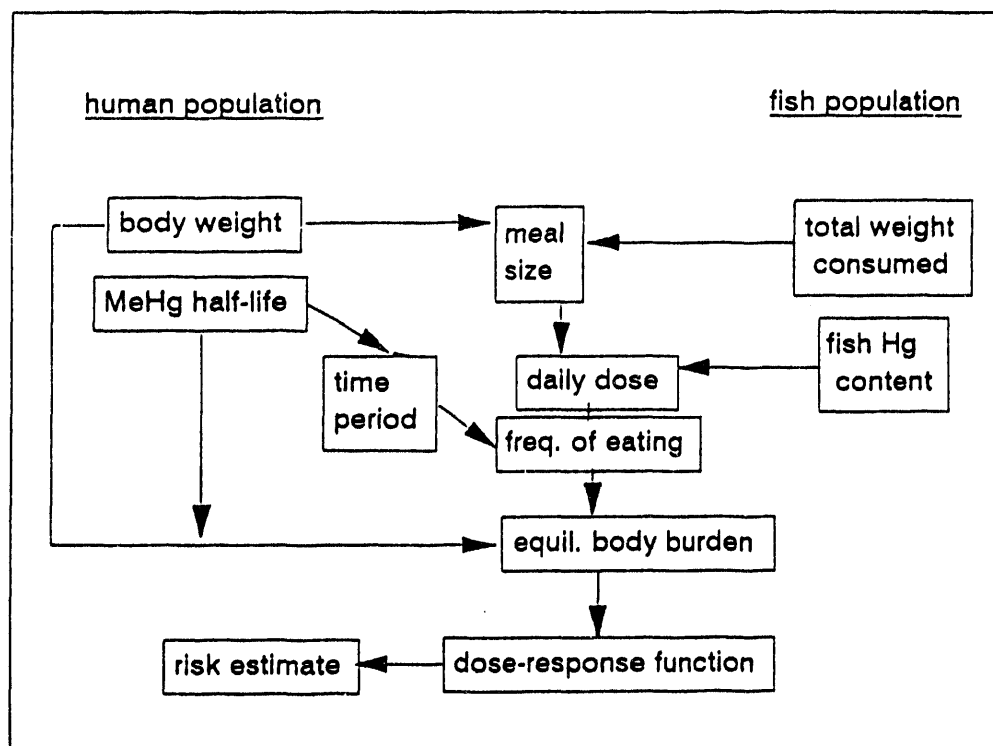 human population
fish population
body weight
meal
size
total weight
consumed
MeHg half-life
fish Hg
content
time
period
daily dose
freq. of eating
equil. body burden
risk estimate
dose-response function